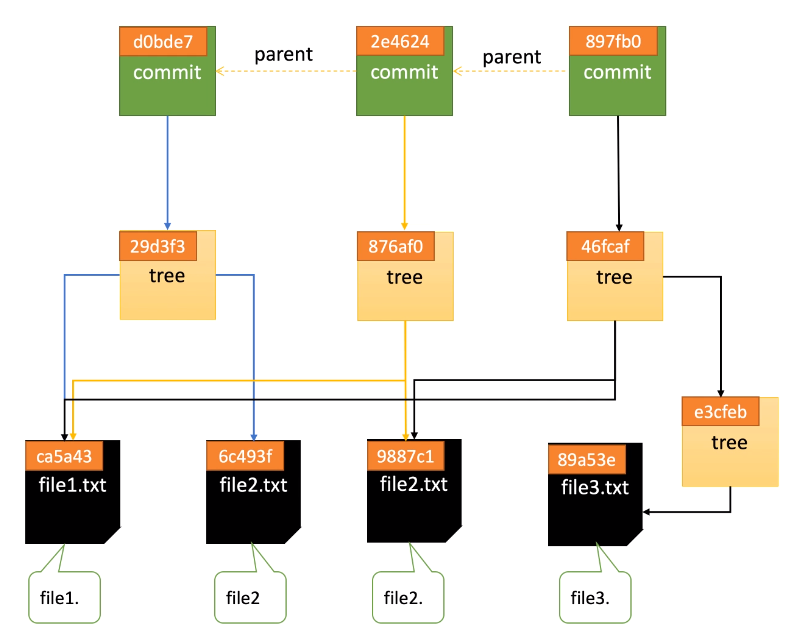 d0bde7
commit
parent
2e4624
commit
parent
897fb0
commit
29d3f3
tree
876af0
tree
46fcaf
tree
e3cfeb
tree
ca5a43
file1.txt
6c493f
file2.txt
9887c1
file2.txt
89a53e
file3.txt
file1.
file2
file2.
file3.